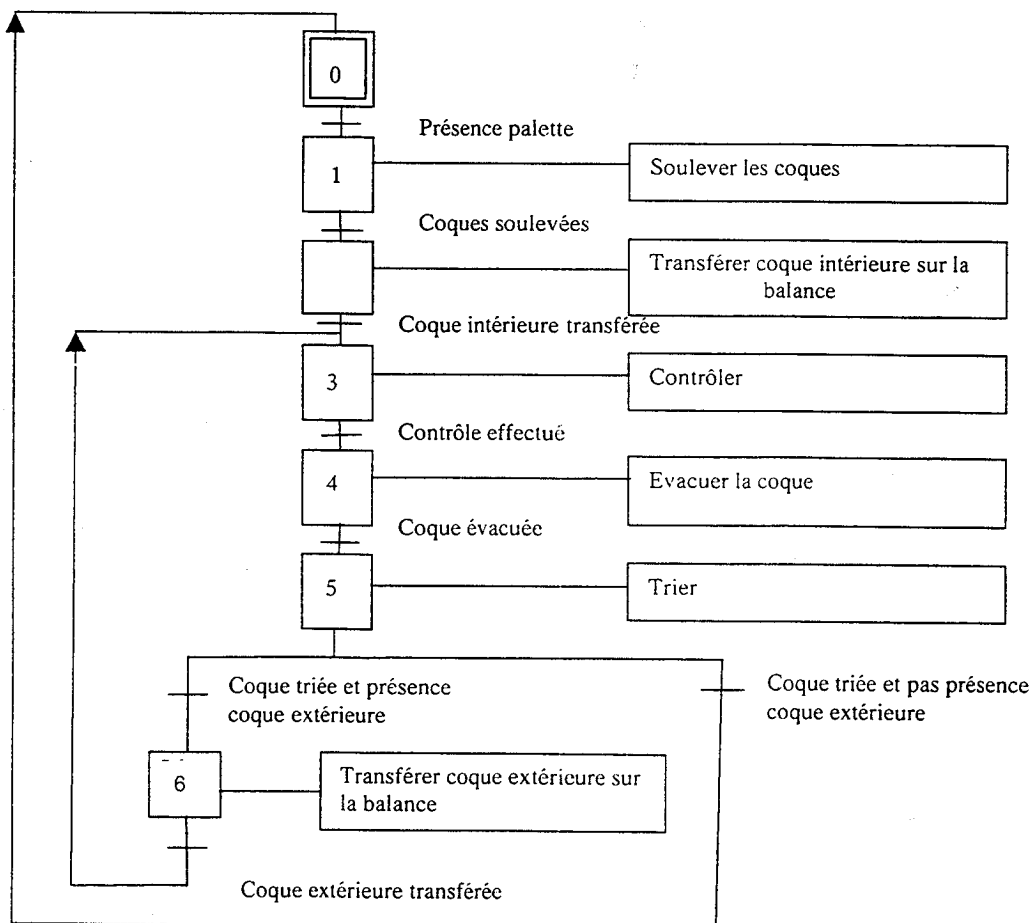 0
Présence palette
1
Soulever les coques
Coques soulevées
Transférer coque intérieure sur la
balance
Coque intérieure transférée
3
Contrôler
Contrôle effectué
4
Evacuer la coque
Coque évacuée
5
Trier
Coque triée et présence
coque extérieure
Coque triée et pas présence
coque extérieure
6
Transférer coque extérieure sur
la balance
Coque extérieure transférée